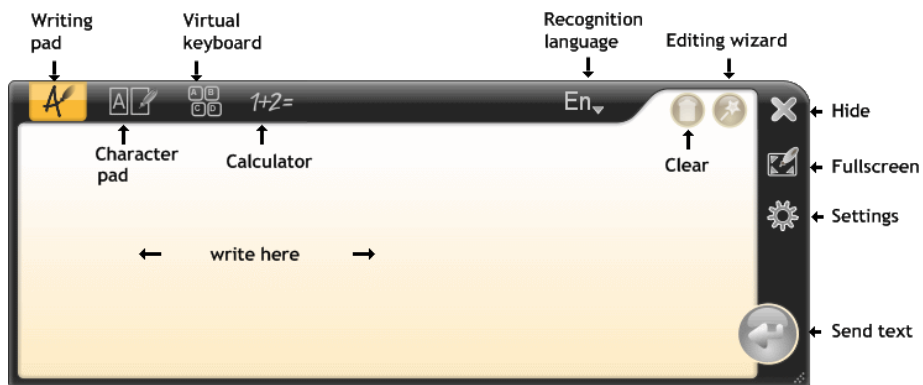 Writing
pad
Virtual
keyboard
Recognition
language
Editing wizard
A
A B
C D
1+2=
En
Hide
Character
pad
Calculator
Clear
Fullscreen
Settings
write here
Send text